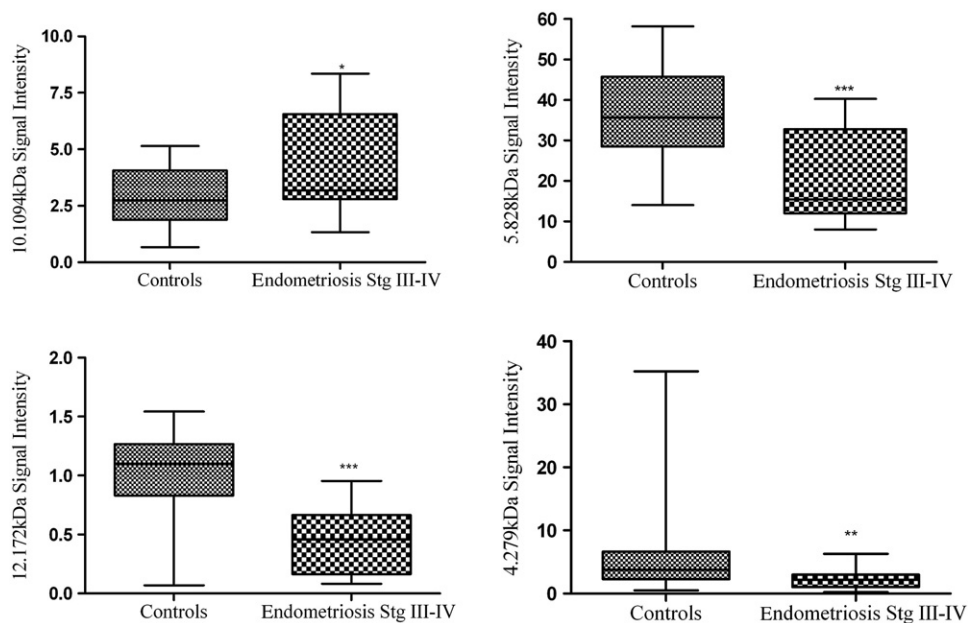 10.1094kDa Signal Intensity
10.0
7.5
5.0
2.5
0.0
*
Controls
Endometriosis Stg III-IV
5.828kDa Signal Intensity
60
50
40
30
20
10
0
***
Controls
Endometriosis Stg III-IV
12.172kDa Signal Intensity
2.0
1.5
1.0
0.5
0.0
***
Controls
Endometriosis Stg III-IV
4.279kDa Signal Intensity
40
30
20
10
0
**
Controls
Endometriosis Stg III-IV